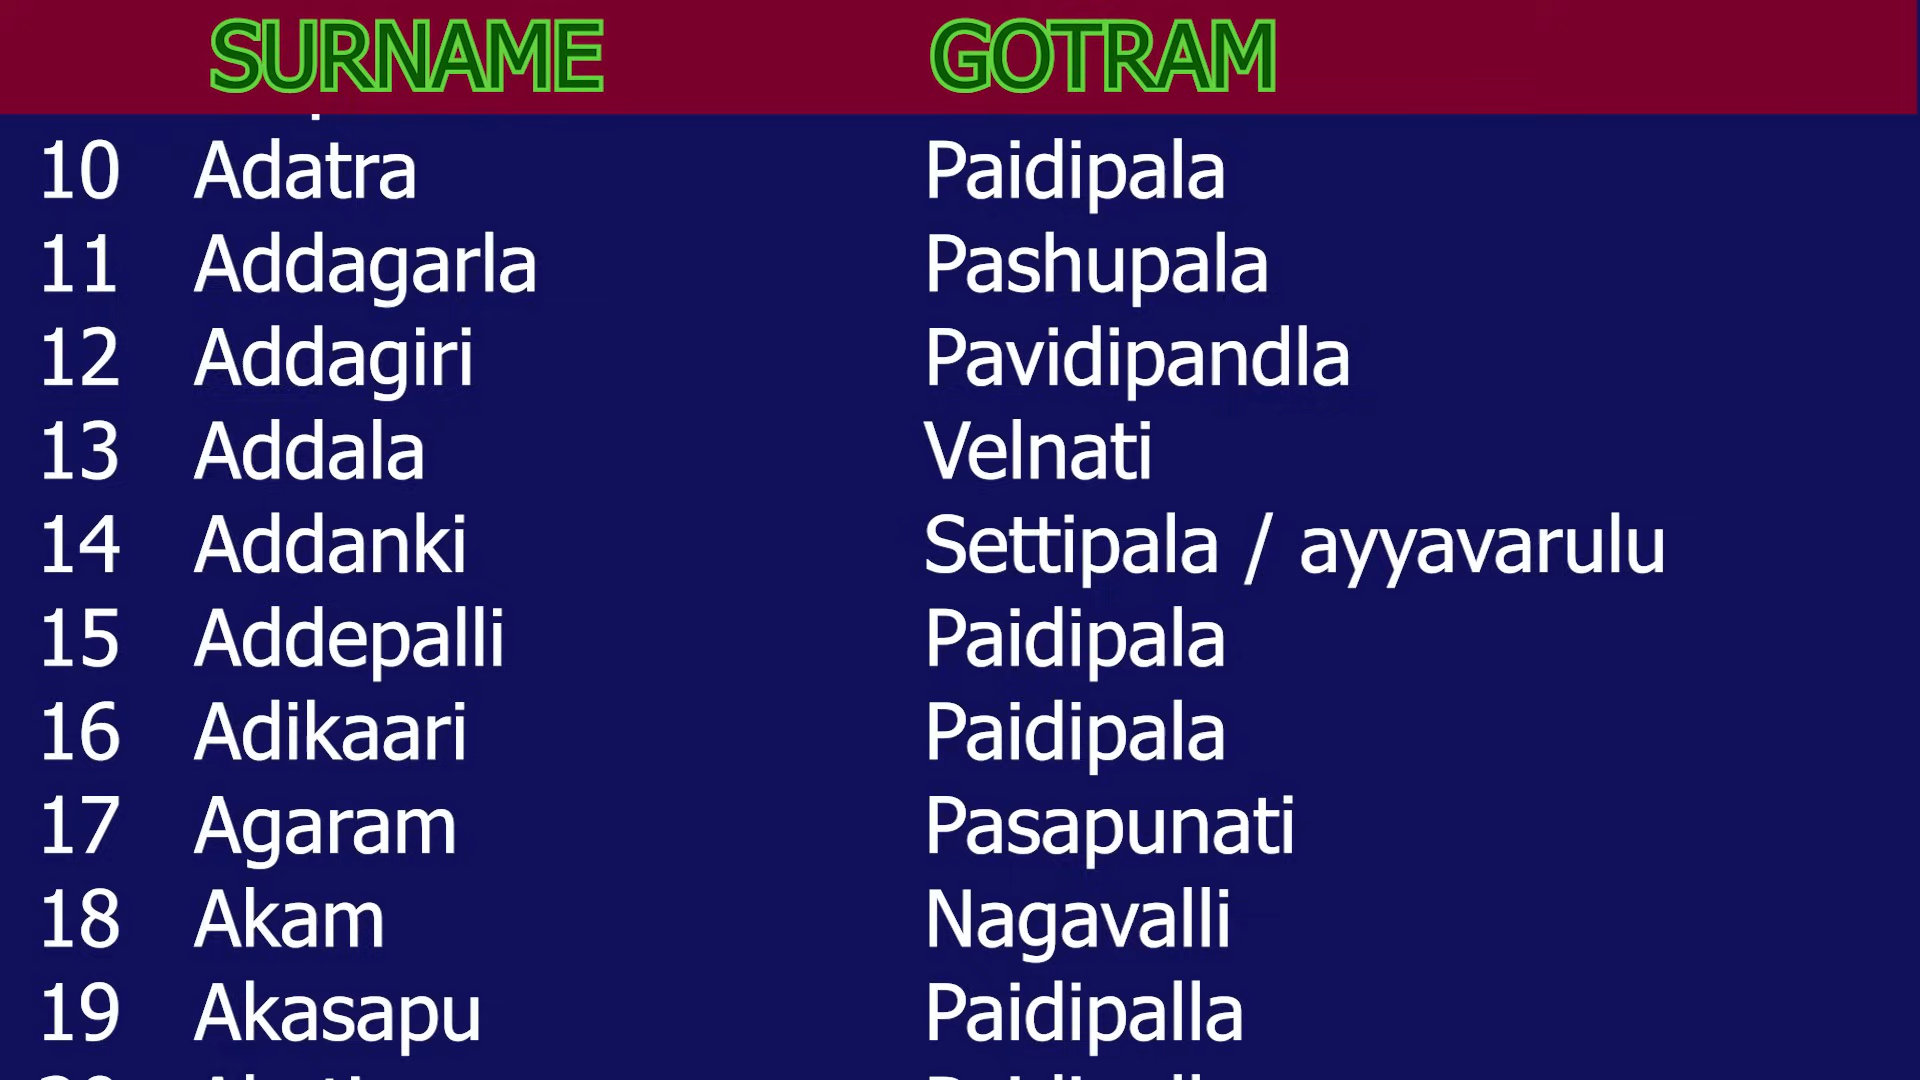 SURNAME GOTRAM
10 Adatra Paidipala
11 Addagarla Pashupala
12 Addagiri Pavidipandla
13 Addala Velnati
14 Addanki Settipala / ayyavarulu
15 Addepalli Paidipala
16 Adikaari Paidipala
17 Agaram Pasapunati
18 Akam Nagavalli
19 Akasapu Paidipalla